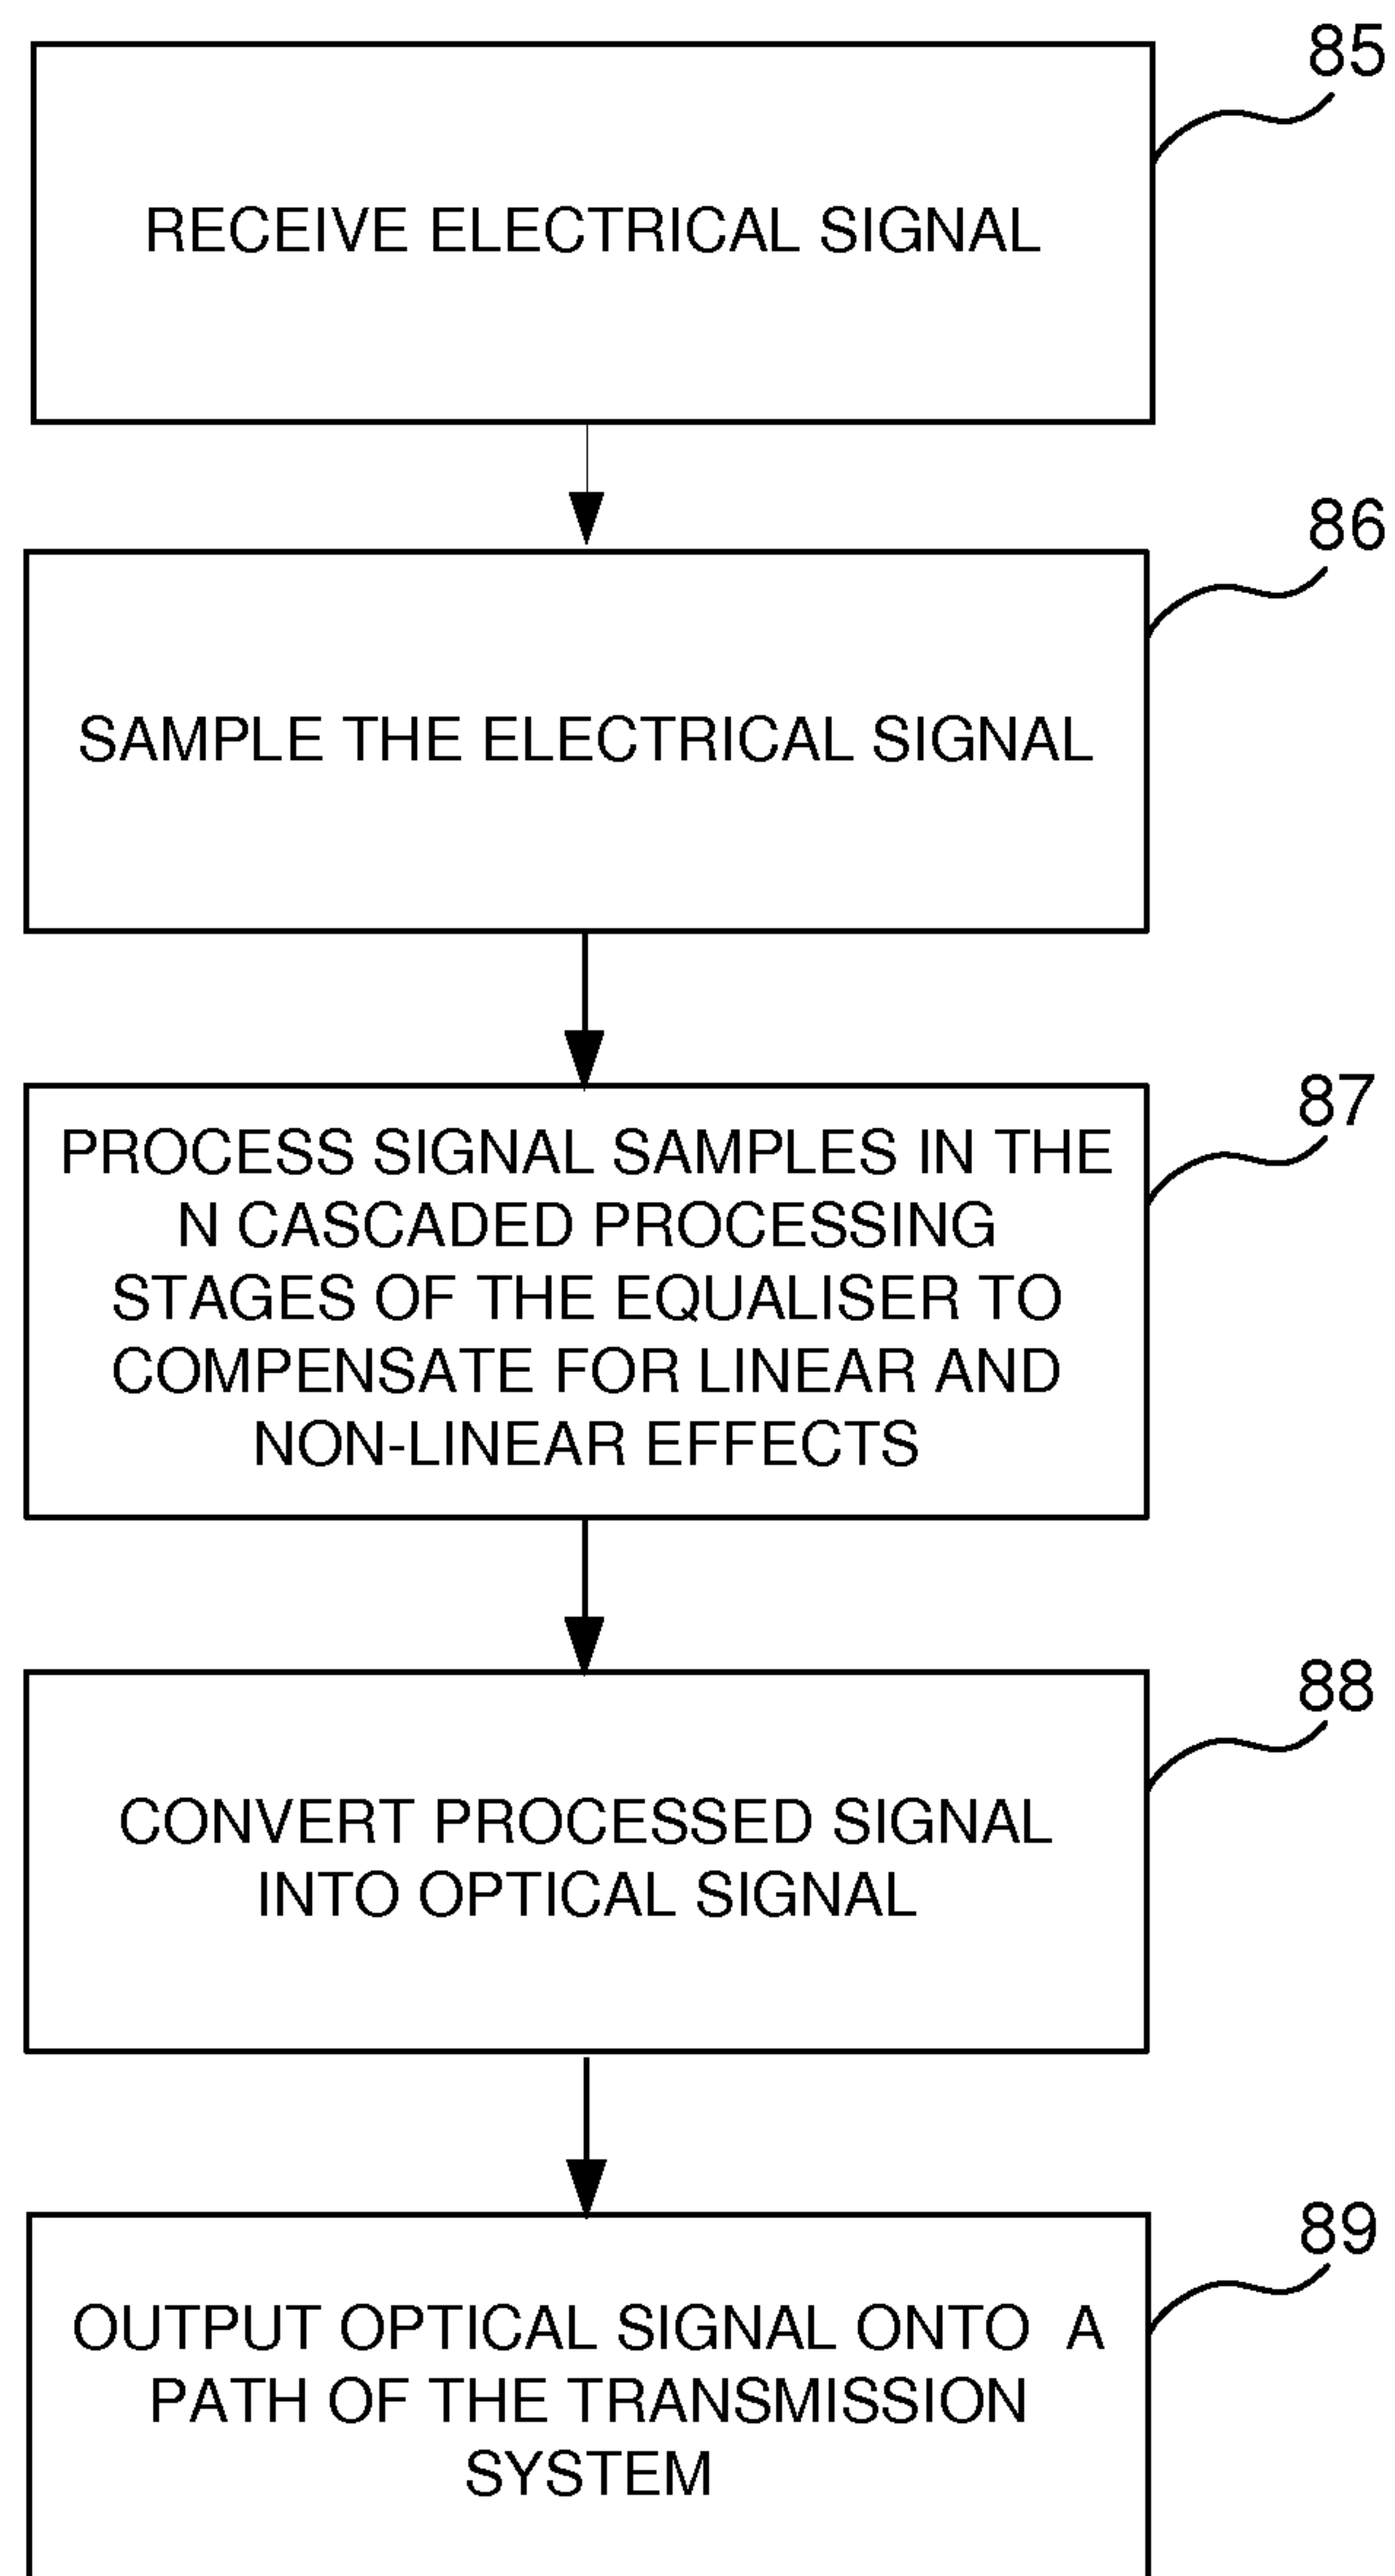 85
RECEIVE ELECTRICAL SIGNAL
86
SAMPLE THE ELECTRICAL SIGNAL
87
PROCESS SIGNAL SAMPLES IN THE
N CASCADED PROCESSING
STAGES OF THE EQUALISER TO
COMPENSATE FOR LINEAR AND
NON-LINEAR EFFECTS
88
CONVERT PROCESSED SIGNAL
INTO OPTICAL SIGNAL
89
OUTPUT OPTICAL SIGNAL ONTO A
PATH OF THE TRANSMISSION
SYSTEM